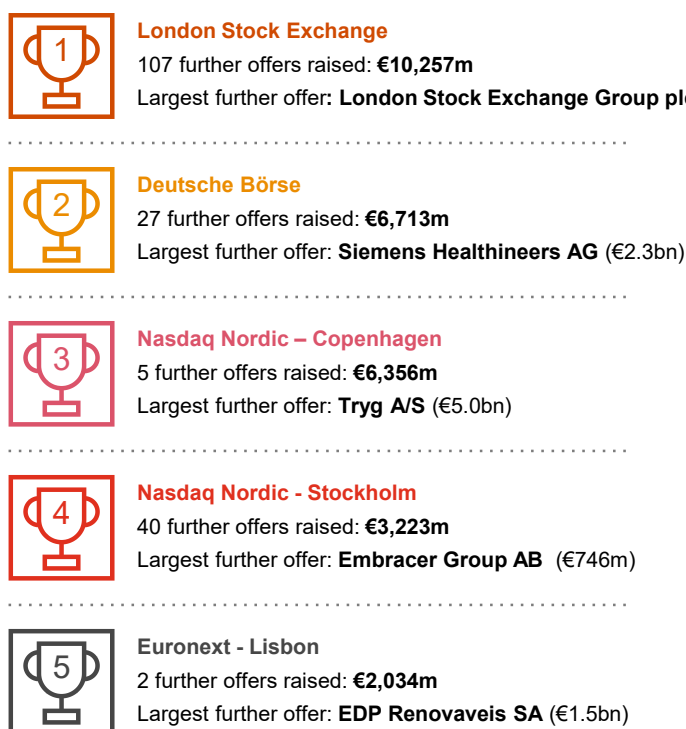 1
London Stock Exchange
107 further offers raised: €10,257m
Largest further offer: London Stock Exchange Group
2
Deutsche Börse
27 further offers raised: €6,713m
Largest further offer: Siemens Healthineers AG (€2.3bn)
3
Nasdaq Nordic – Copenhagen
5 further offers raised: €6,356m
Largest further offer: Tryg A/S (€5.0bn)
4
Nasdaq Nordic - Stockholm
40 further offers raised: €3,223m
Largest further offer: Embracer Group AB (€746m)
5
Euronext - Lisbon
2 further offers raised: €2,034m
Largest further offer: EDP Renovaveis SA (€1.5bn)